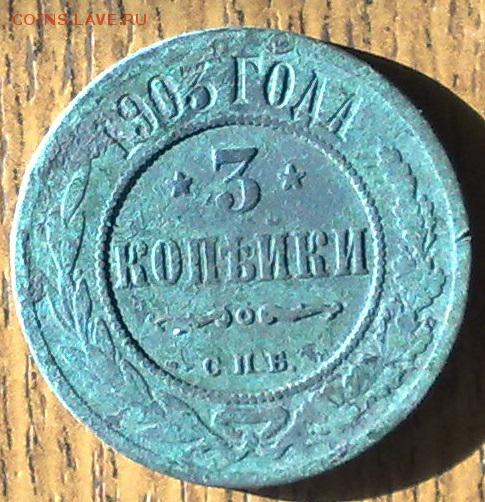 COINS.LAVE.RU
1903 ГОДА
3
КОПѢЙКИ
С.П.Б.